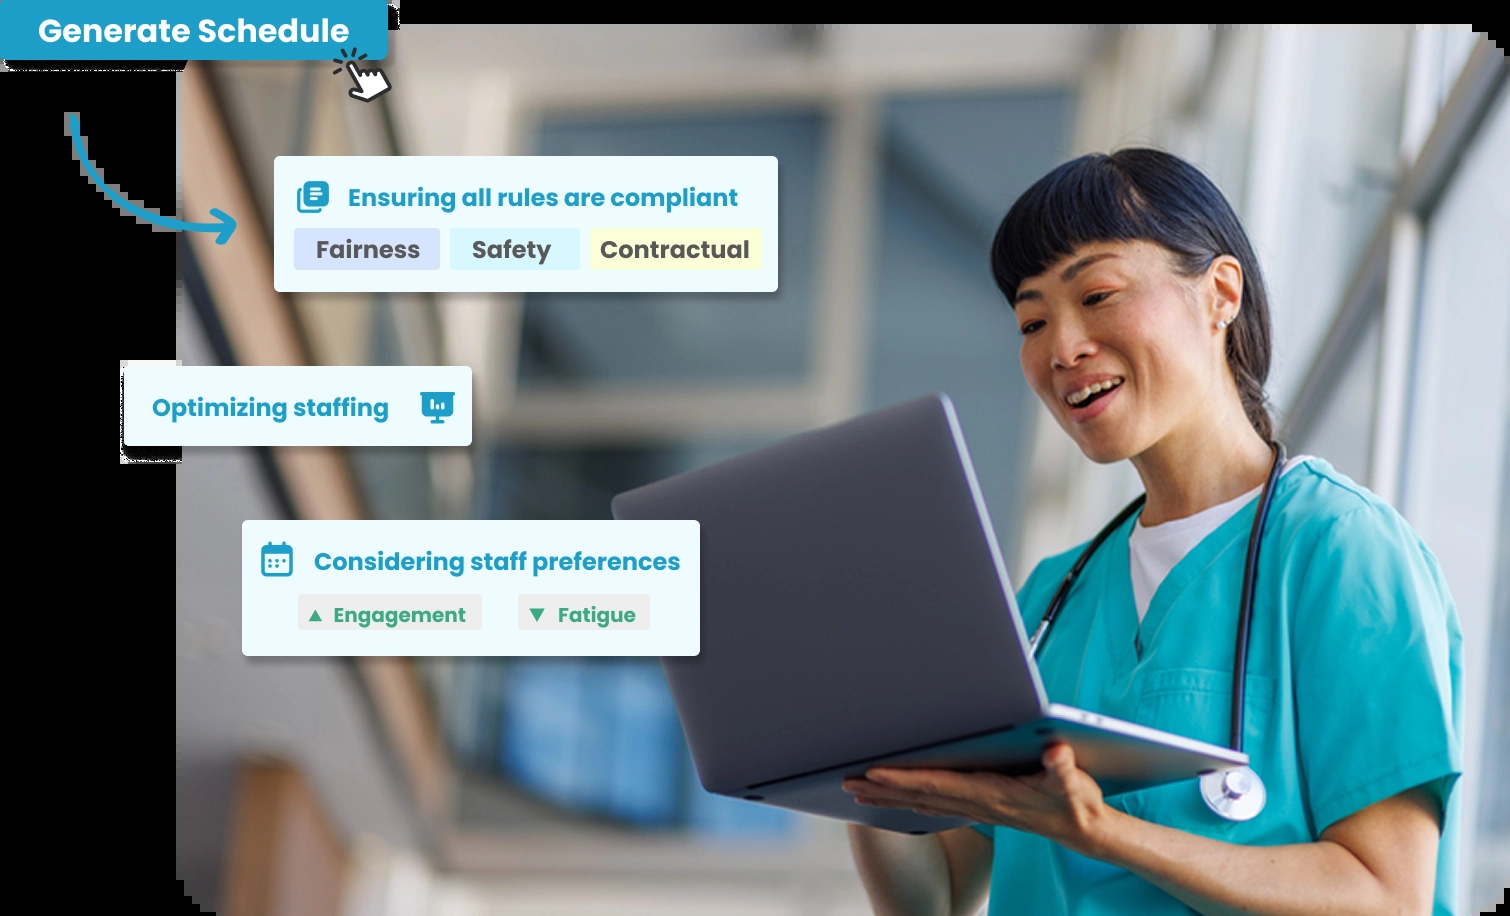 Generate Schedule
Ensuring all rules are compliant
Fairness Safety Contractual
Optimizing staffing
Considering staff preferences
▲ Engagement ▼ Fatigue